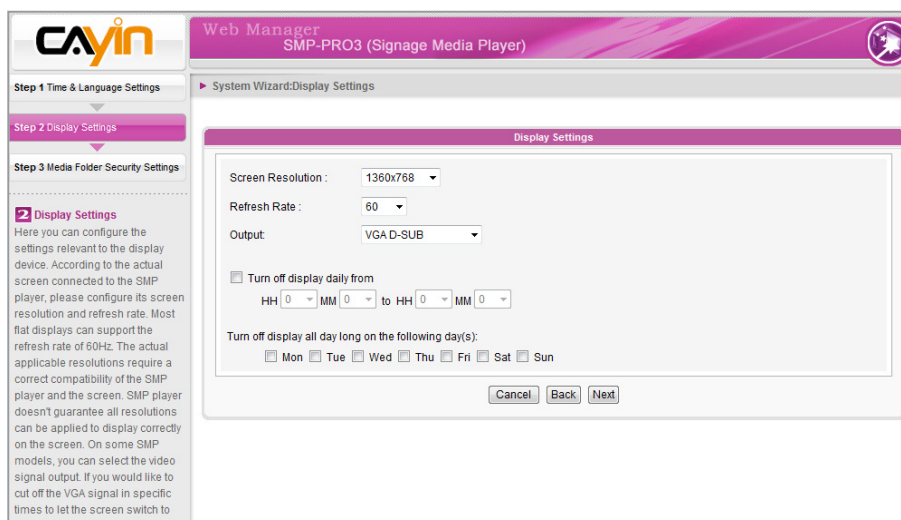 CAYIN
Web Manager
SMP-PRO3 (Signage Media Player)
Step 1 Time & Language Settings
Step 2 Display Settings
Step 3 Media Folder Security Settings
2 Display Settings
Here you can configure the
settings relevant to the display
device. According to the actual
screen connected to the SMP
player, please configure its screen
resolution and refresh rate. Most
flat displays can support the
refresh rate of 60Hz. The actual
applicable resolutions require a
correct compatibility of the SMP
player and the screen. SMP player
doesn't guarantee all resolutions
can be applied to display correctly
on the screen. On some SMP
models, you can select the video
signal output. If you would like to
cut off the VGA signal in specific
times to let the screen switch to
System Wizard:Display Settings
Display Settings
Screen Resolution : 1360x768
Refresh Rate : 60
Output: VGA D-SUB
Turn off display daily from
HH 0 MM 0 to HH 0 MM 0
Turn off display all day long on the following day(s):
Mon Tue Wed Thu Fri Sat Sun
Cancel Back Next